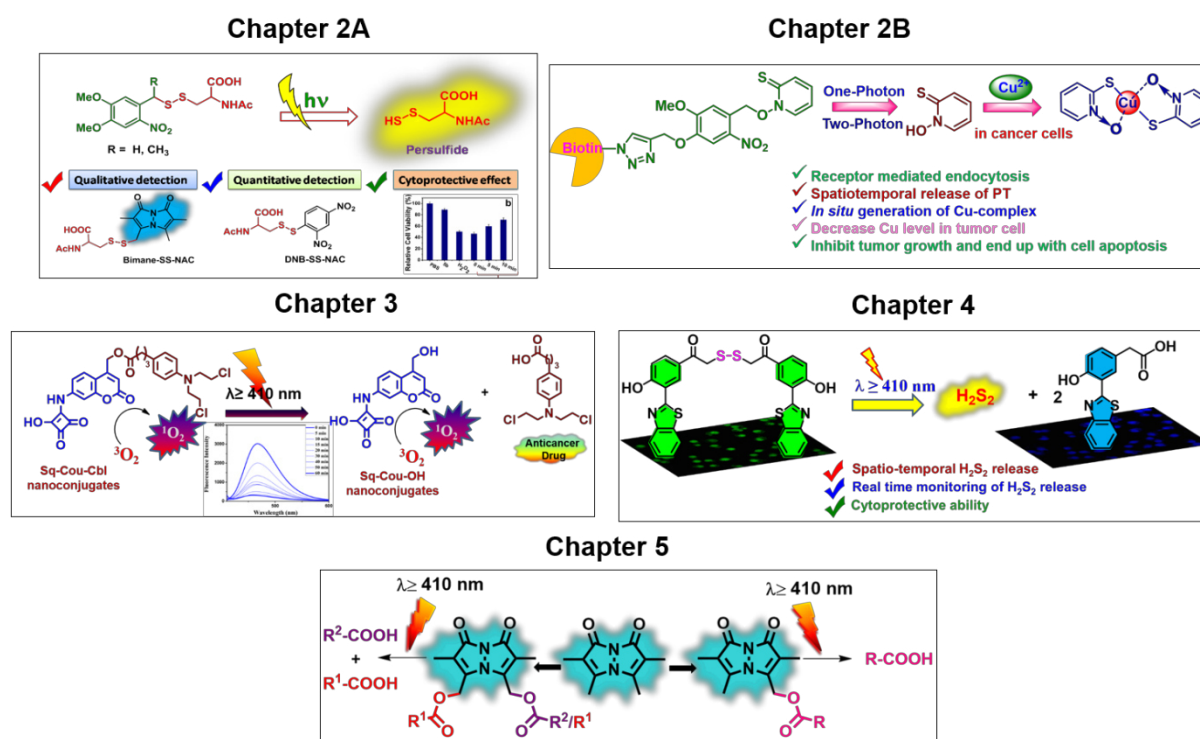 Chapter 2A
R
COOH
MeO
S
S
NHAc
MeO
NO2
R = H, CH3
hν
COOH
HS
S
NHAc
Persulfide
Qualitative detection
Quantitative detection
Cytoprotective effect
O
O
N
N
HOOC
AcHN
S
S
Bimane-SS-NAC
COOH
AcHN
S
S
NO2
NO2
DNB-SS-NAC
b
Relative Cell Viability (%)
H2O2
Chapter 2B
S
N
O
MeO
O
NO2
Biotin
N
N
N
One-Photon
Two-Photon
S
N
HO
Cu2+
in cancer cells
S
O
N
Cu
N
O
S
Receptor mediated endocytosis
Spatiotemporal release of PT
In situ generation of Cu-complex
Decrease Cu level in tumor cell
Inhibit tumor growth and end up with cell apoptosis
Chapter 3
O
O
3
N
Cl
Cl
HN
O
O
HO
O
O
3O2
1O2
Sq-Cou-Cbl
nanoconjugates
λ≥ 410 nm
Fluorescence Intensity
Wavelength (nm)
OH
HN
O
O
HO
O
O
3O2
1O2
Sq-Cou-OH
nanoconjugates
+
O
HO
3
N
Cl
Cl
Anticancer
Drug
Chapter 4
O
S-S
O
HO
OH
N
S
S
N
λ ≥ 410 nm
H2S2
+
2
O
OH
HO
N
S
Spatio-temporal H2S2 release
Real time monitoring of H2S2 release
Cytoprotective ability
Chapter 5
λ≥ 410 nm
λ≥ 410 nm
R2-COOH
+
R1-COOH
O
O
N
N
O
O
R1
O
O
R2/R1
O
O
N
N
O
O
N
N
O
O
R
R-COOH